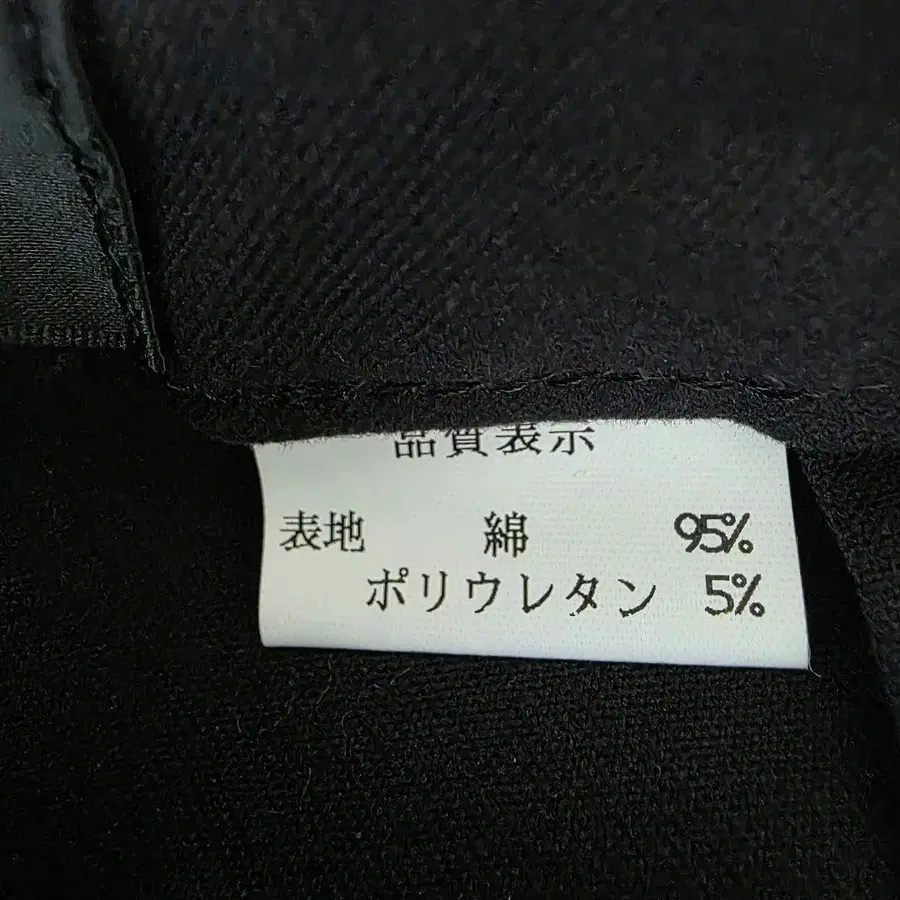 品質表示
表地 綿 95%
ポリウレタン 5%